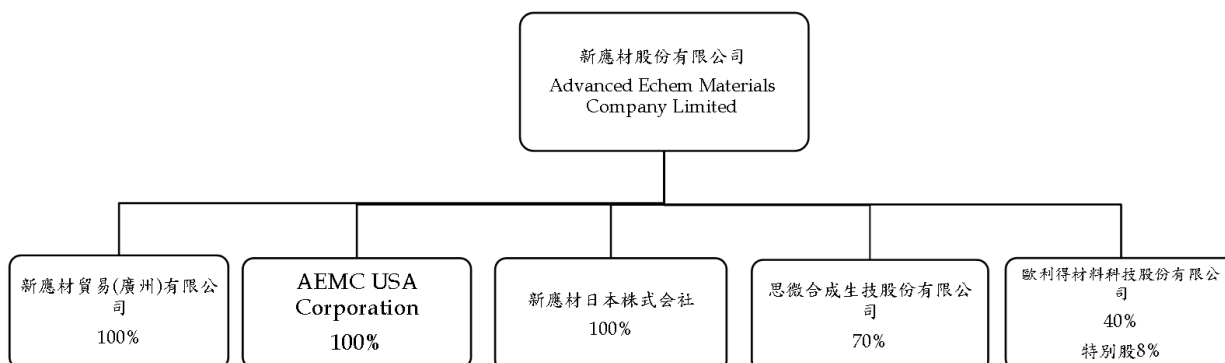 新應材股份有限公司
Advanced Echem Materials
Company Limited
新應材貿易(廣州)有限公
司
100%
AEMC USA
Corporation
100%
新應材日本株式会社
100%
思微合成生技股份有限公
司
70%
歐利得材料科技股份有限公
司
40%
特別股8%